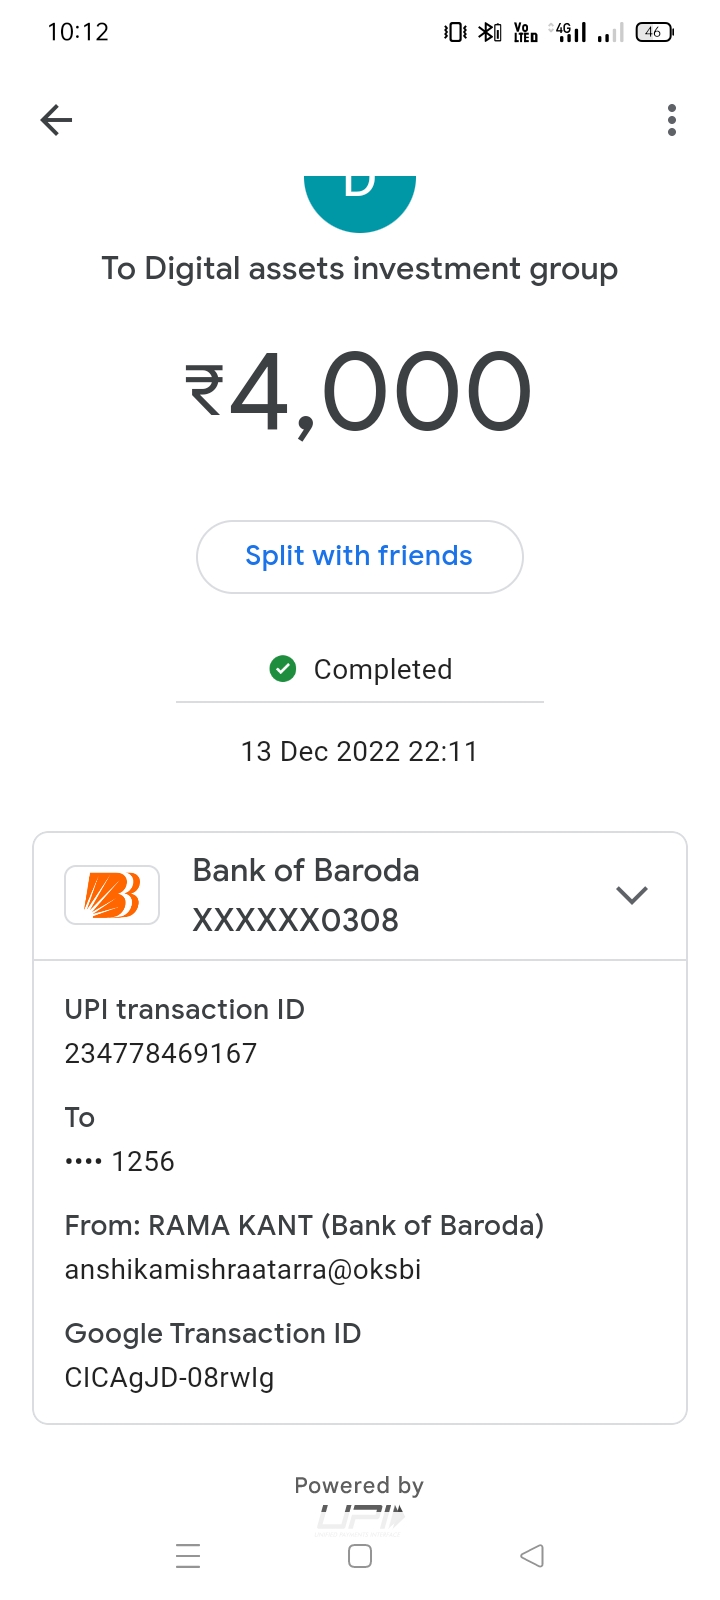 10:12
Vo LTED 4G 46
D
To Digital assets investment group
₹4,000
Split with friends
Completed
13 Dec 2022 22:11
Bank of Baroda
XXXXXX0308
UPI transaction ID
234778469167
To
•••• 1256
From: RAMA KANT (Bank of Baroda)
anshikamishraatarra@oksbi
Google Transaction ID
CICAgJD-08rwIg
Powered by
UPI